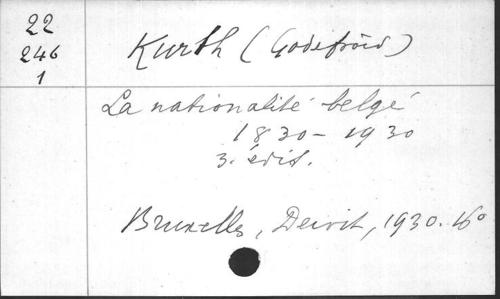 22
246
1
Kurth (Godefroid)
La nationalité belge
1830-1930
3. édit.
Bruxelles, Dewit, 1930. 16°